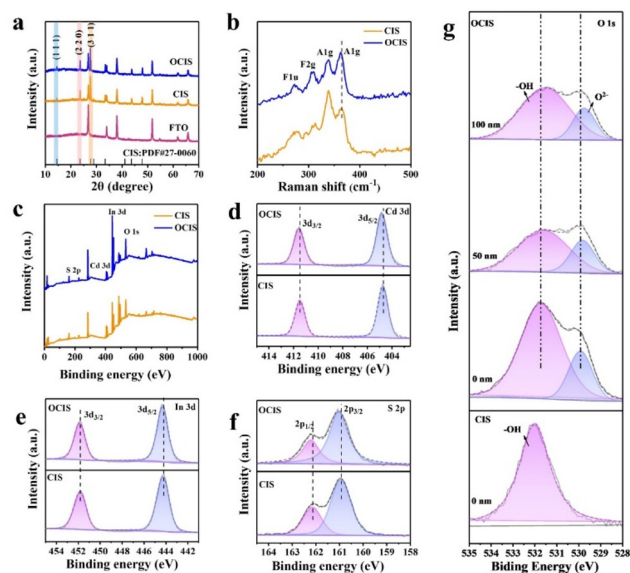 a
Intensity (a.u.)
(1 1 1)
(2 2 0)
(3 1 1)
OCIS
CIS
FTO
CIS:PDF#27-0060
10 20 30 40 50 60 70
2θ (degree)
b
Intensity (a.u.)
CIS
OCIS
F1u
F2g
A1g
A1g
200 300 400 500
Raman shift (cm-1)
c
Intensity (a.u.)
CIS
OCIS
In 3d
O 1s
S 2p
Cd 3d
0 200 400 600 800 1000
Binding energy (eV)
d
Intensity (a.u.)
OCIS
3d3/2
3d5/2
Cd 3d
CIS
414 412 410 408 406 404
Binding energy (eV)
e
Intensity (a.u.)
OCIS
3d3/2
3d5/2
In 3d
CIS
454 452 450 448 446 444 442
Binding energy (eV)
f
Intensity (a.u.)
OCIS
2p1/2
2p3/2
S 2p
CIS
164 163 162 161 160 159 158
Binding energy (eV)
g
Intensity (a.u.)
OCIS
O 1s
-OH
O2-
100 nm
50 nm
0 nm
CIS
-OH
0 nm
535 534 533 532 531 530 529 528
Biding Energy (eV)